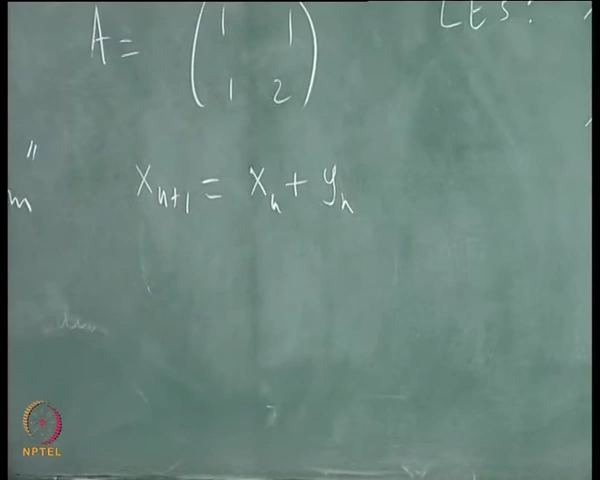 LES:
A = ( 1 1
1 2 )
"
m
x_{n+1} = x_n + y_n
NPTEL